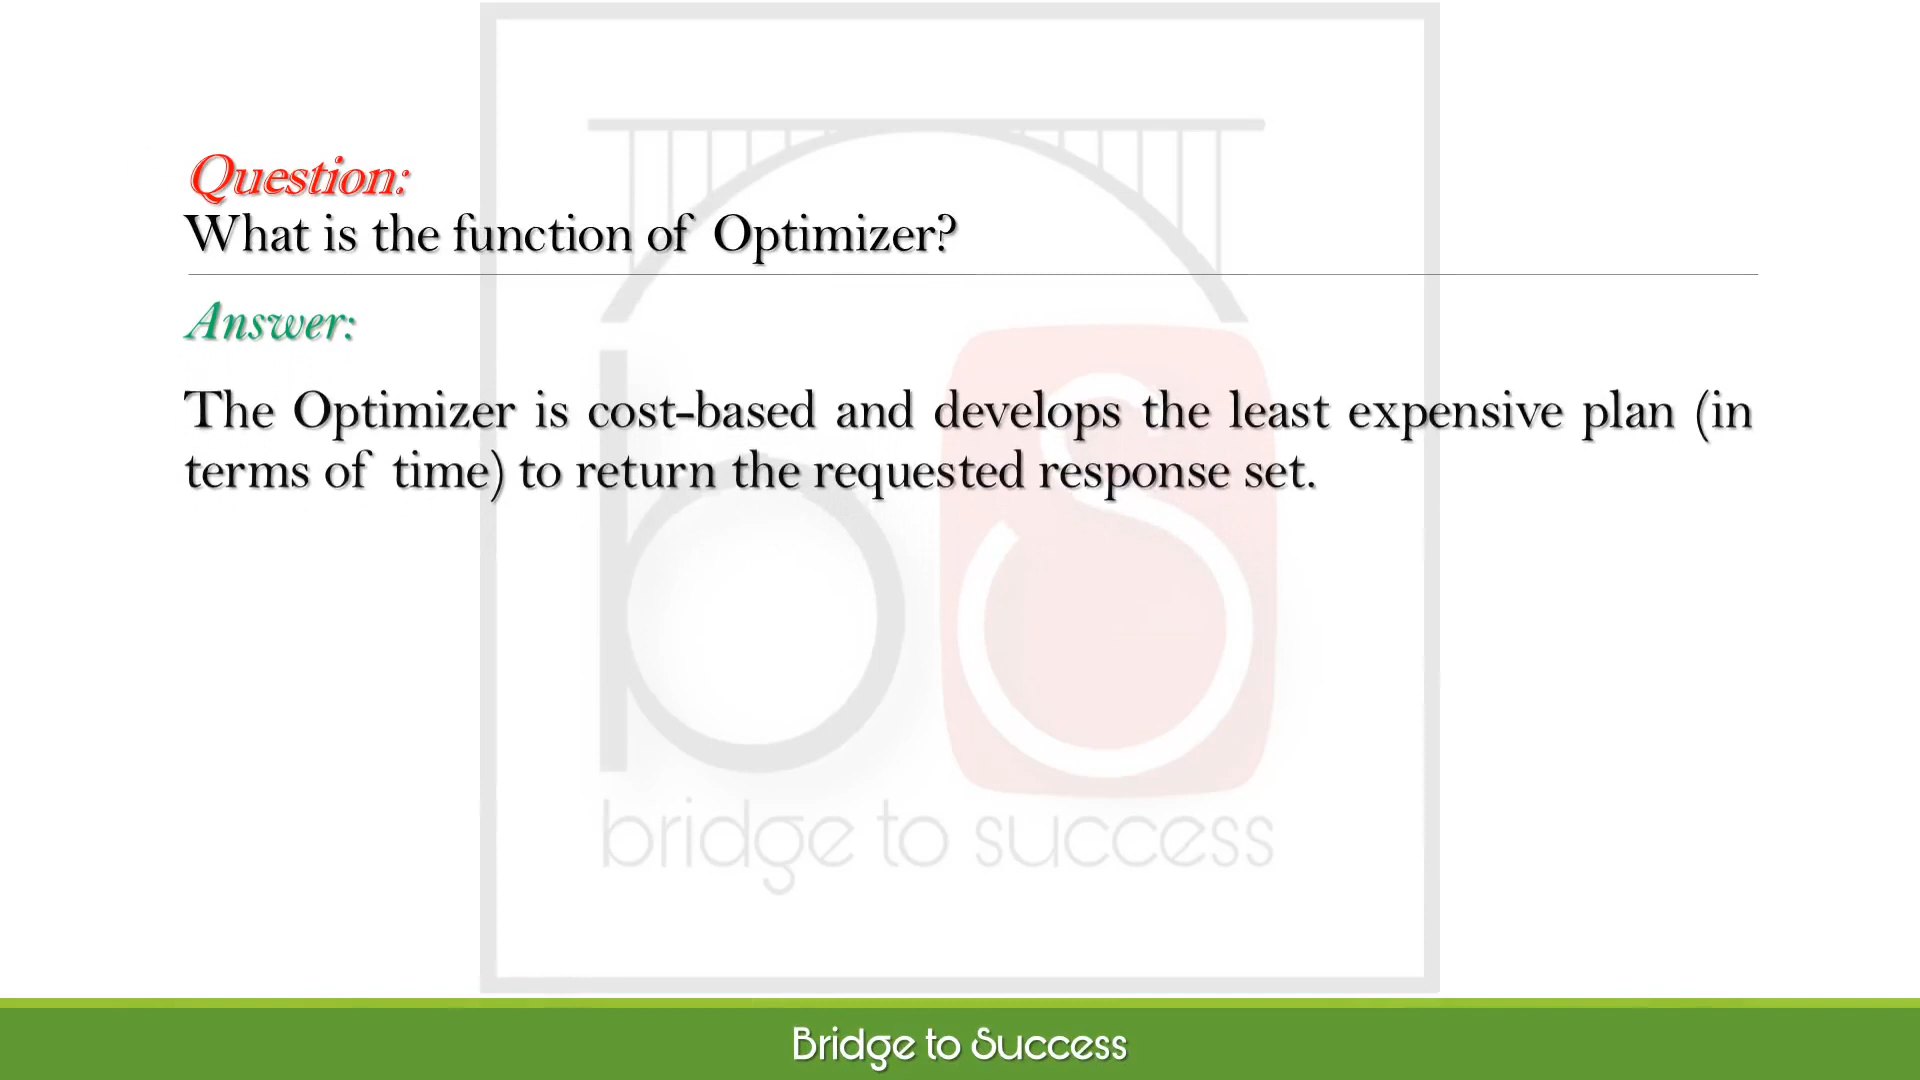 Question:
What is the function of Optimizer?
Answer:
The Optimizer is cost-based and develops the least expensive plan (in
terms of time) to return the requested response set.
bS
bridge to success
Bridge to Success